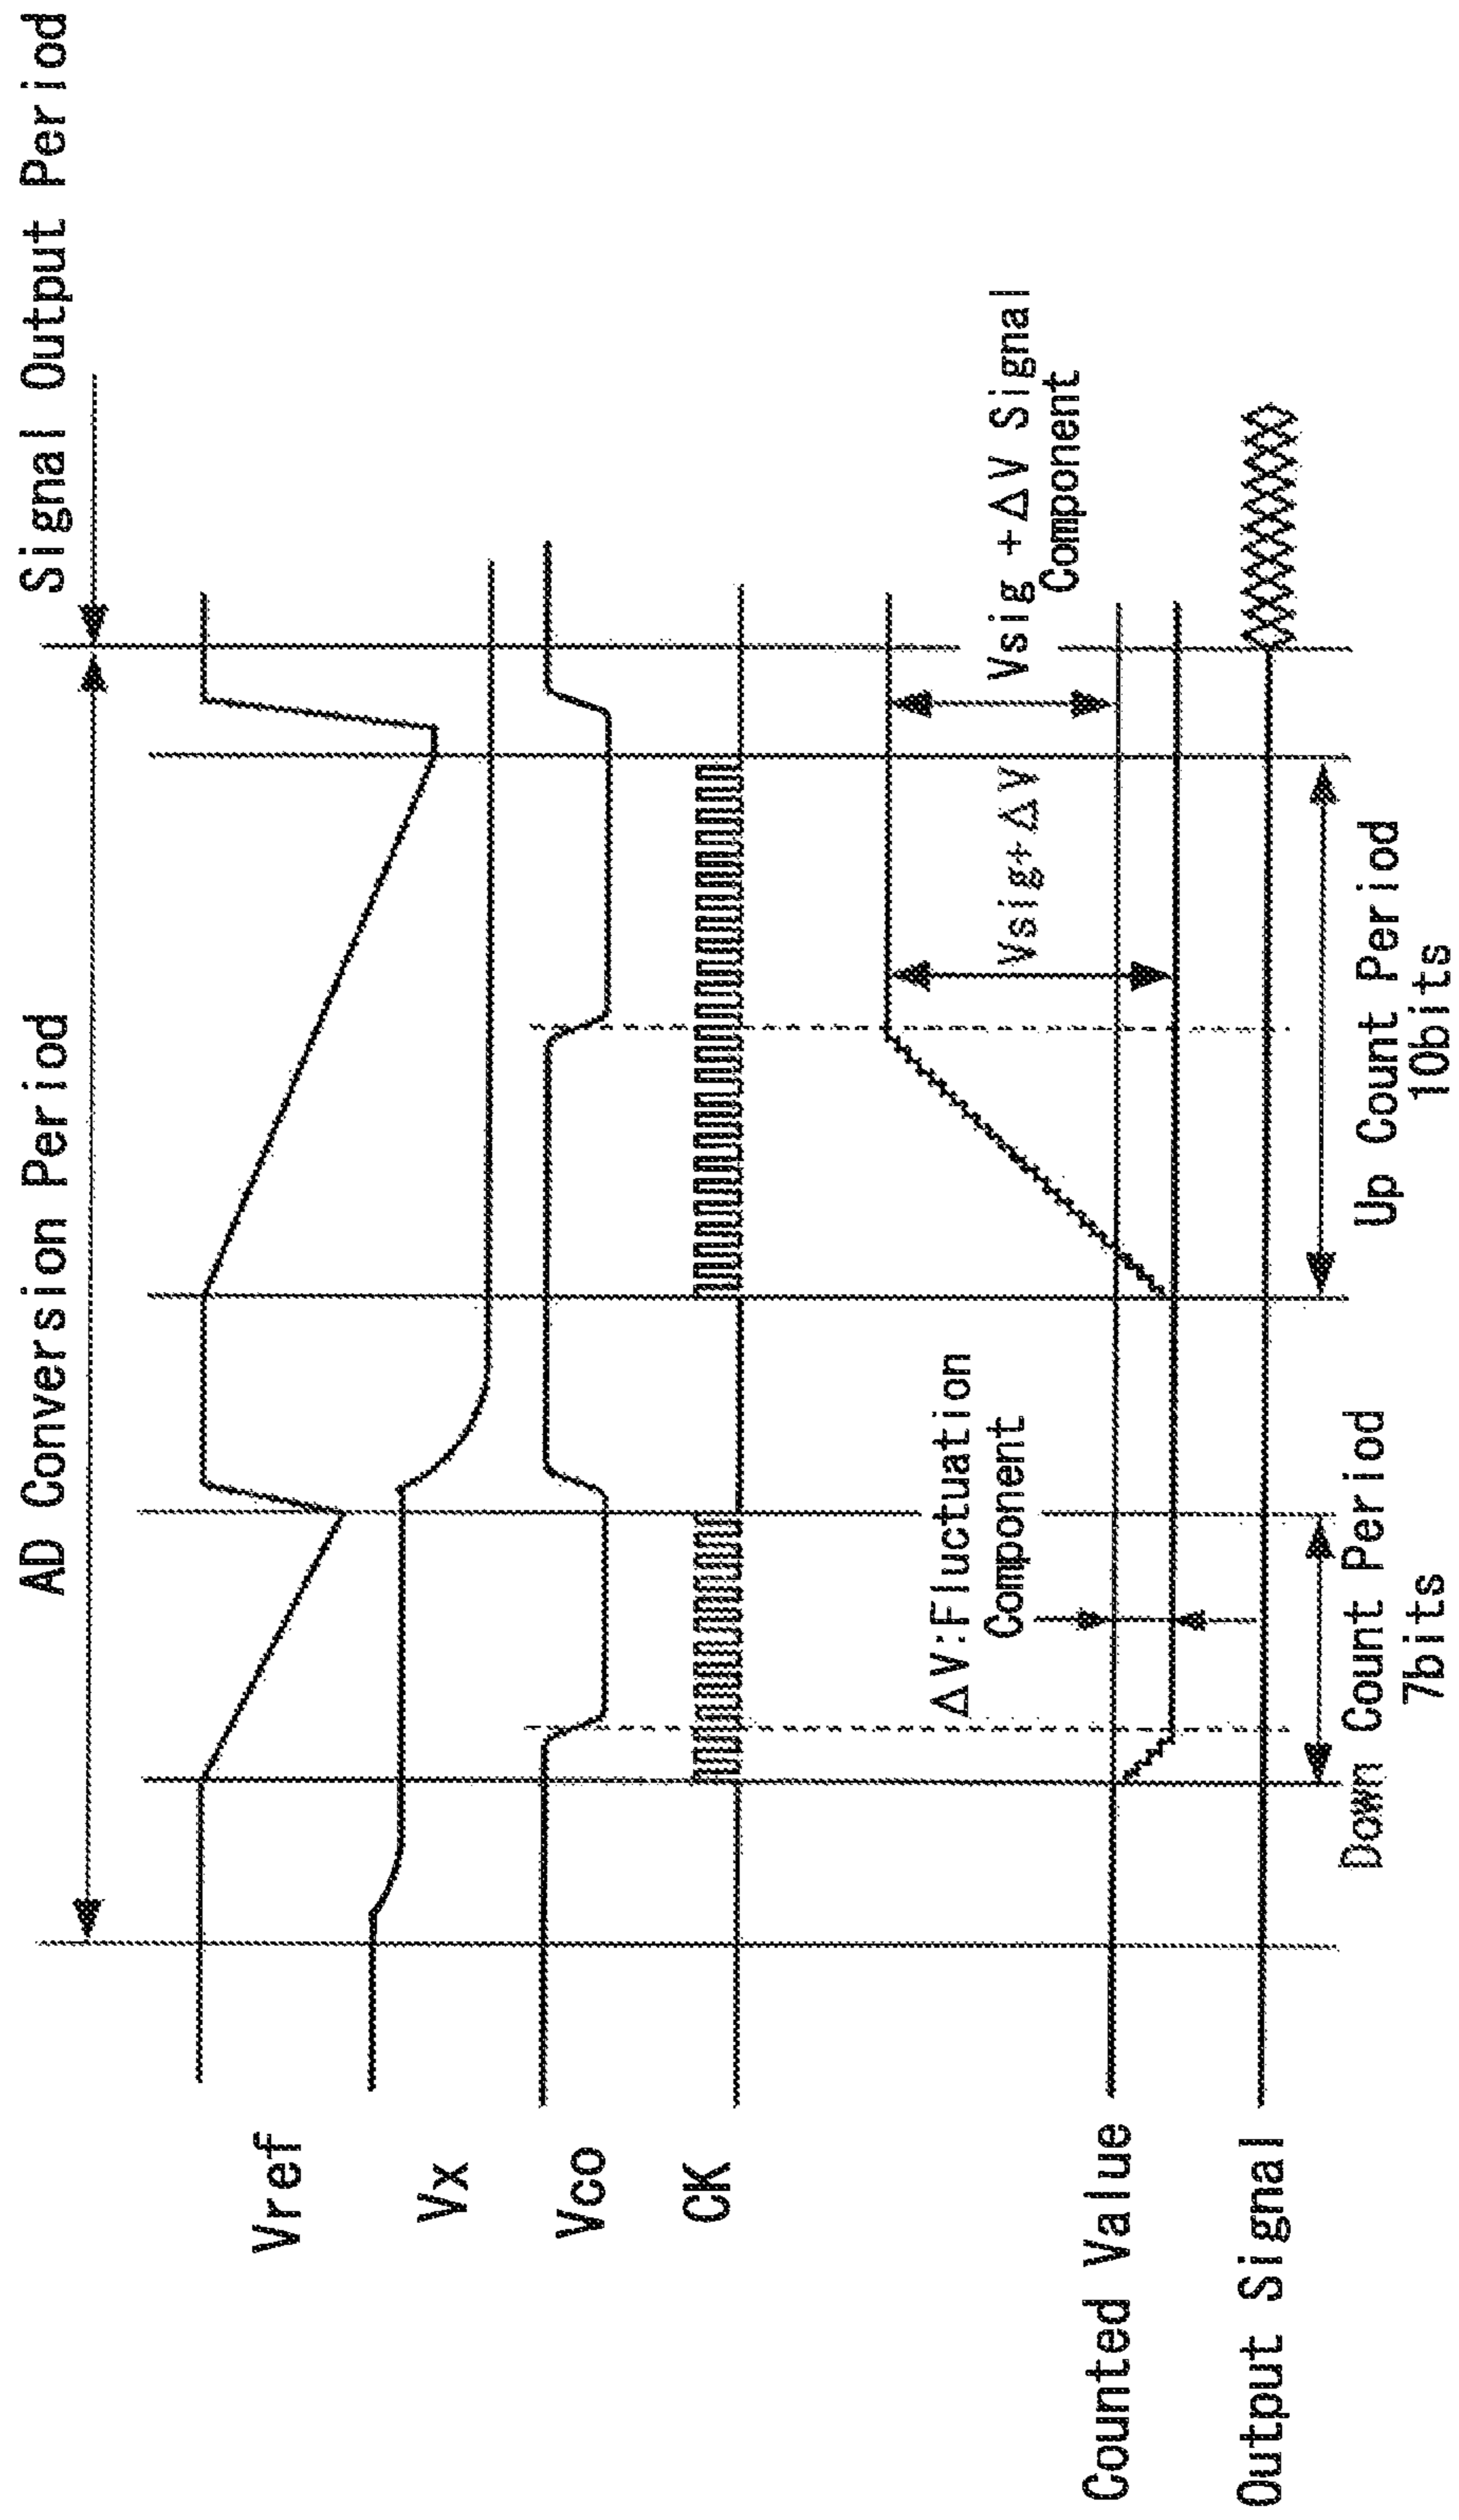 AD Conversion Period
Signal Output Period
Vref
Vx
Vco
CK
ΔV:Fluctuation
Component
Vsig+ΔV
Vsig +ΔV Signal
Component
Counted Value
Output Signal
Down Count Period
7bits
Up Count Period
10bits